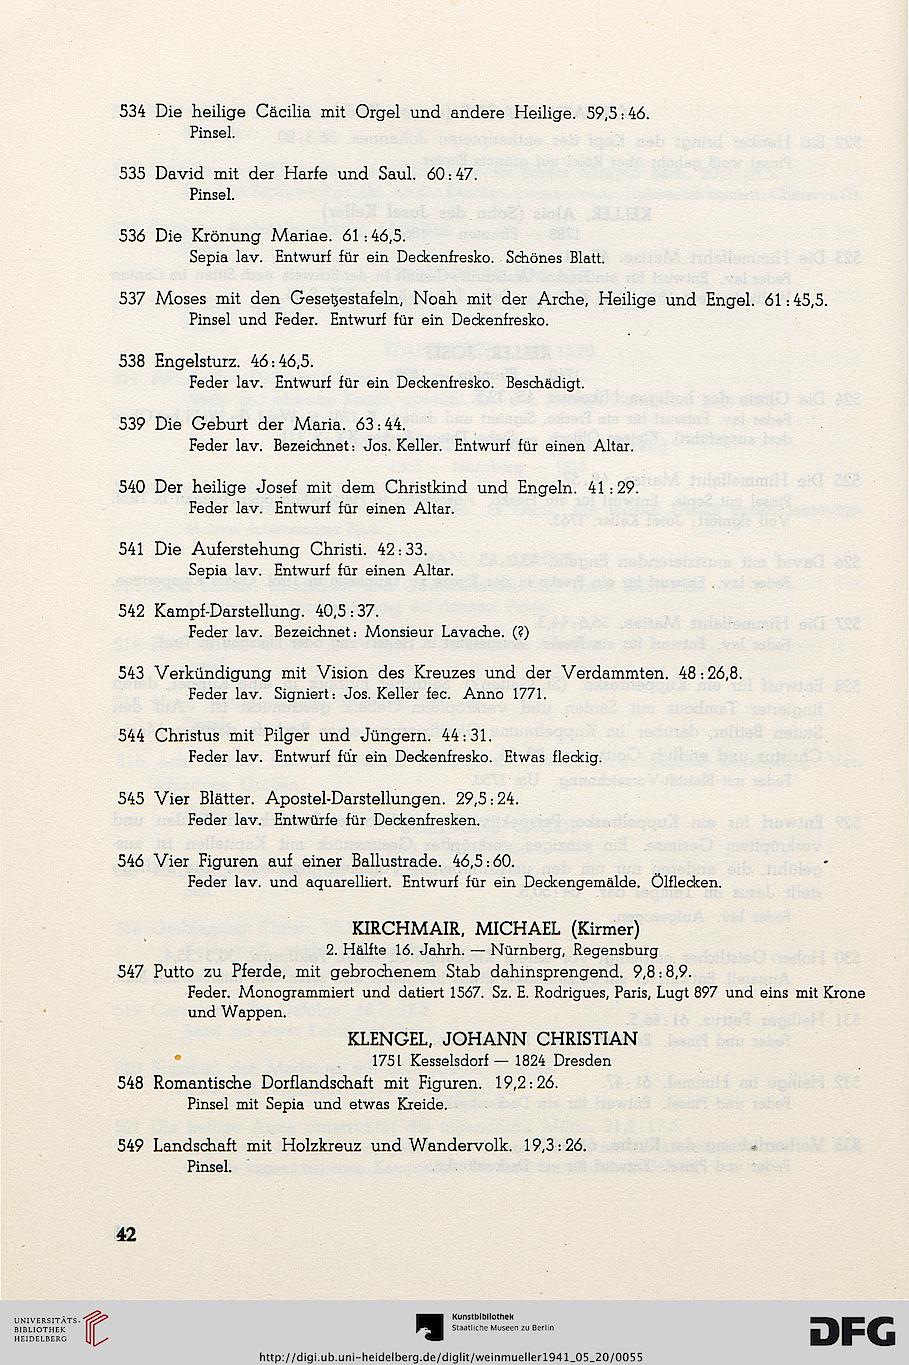 534 Die heilige Cäcilia mit Orgel und andere Heilige. 59,5 : 46.
Pinsel.
535 David mit der Harfe und Saul. 60 : 47.
Pinsel.
536 Die Krönung Mariae. 61 : 46,5.
Sepia lav. Entwurf für ein Deckenfresko. Schönes Blatt.
537 Moses mit den Gesetzestafeln, Noah mit der Arche, Heilige und Engel. 61 : 45,5.
Pinsel und Feder. Entwurf für ein Deckenfresko.
538 Engelsturz. 46 : 46,5.
Feder lav. Entwurf für ein Deckenfresko. Beschädigt.
539 Die Geburt der Maria. 63 : 44.
Feder lav. Bezeichnet: Jos. Keller. Entwurf für einen Altar.
540 Der heilige Josef mit dem Christkind und Engeln. 41 : 29.
Feder lav. Entwurf für einen Altar.
541 Die Auferstehung Christi. 42 : 33.
Sepia lav. Entwurf für einen Altar.
542 Kampf-Darstellung. 40,5 : 37.
Feder lav. Bezeichnet: Monsieur Lavache. (?)
543 Verkündigung mit Vision des Kreuzes und der Verdammten. 48 : 26,8.
Feder lav. Signiert: Jos. Keller fec. Anno 1771.
544 Christus mit Pilger und Jüngern. 44 : 31.
Feder lav. Entwurf für ein Deckenfresko. Etwas fleckig.
545 Vier Blätter. Apostel-Darstellungen. 29,5 : 24.
Feder lav. Entwürfe für Deckenfresken.
546 Vier Figuren auf einer Ballustrade. 46,5 : 60.
Feder lav. und aquarelliert. Entwurf für ein Deckengemälde. Ölflecken.
KIRCHMAIR, MICHAEL (Kirmer)
2. Hälfte 16. Jahrh. — Nürnberg, Regensburg
547 Putto zu Pferde, mit gebrochenem Stab dahinsprengend. 9,8 : 8,9.
Feder. Monogrammiert und datiert 1567. Sz. E. Rodrigues, Paris, Lugt 897 und eins mit Krone
und Wappen.
KLENGEL, JOHANN CHRISTIAN
1751 Kesselsdorf — 1824 Dresden
548 Romantische Dorflandschaft mit Figuren. 19,2 : 26.
Pinsel mit Sepia und etwas Kreide.
549 Landschaft mit Holzkreuz und Wandervolk. 19,3 : 26.
Pinsel.
42
UNIVERSITÄTS-
BIBLIOTHEK
HEIDELBERG
Kunstbibliothek
Staatliche Museen zu Berlin
DFG
http://digi.ub.uni-heidelberg.de/diglit/weinmueller1941_05_20/0055